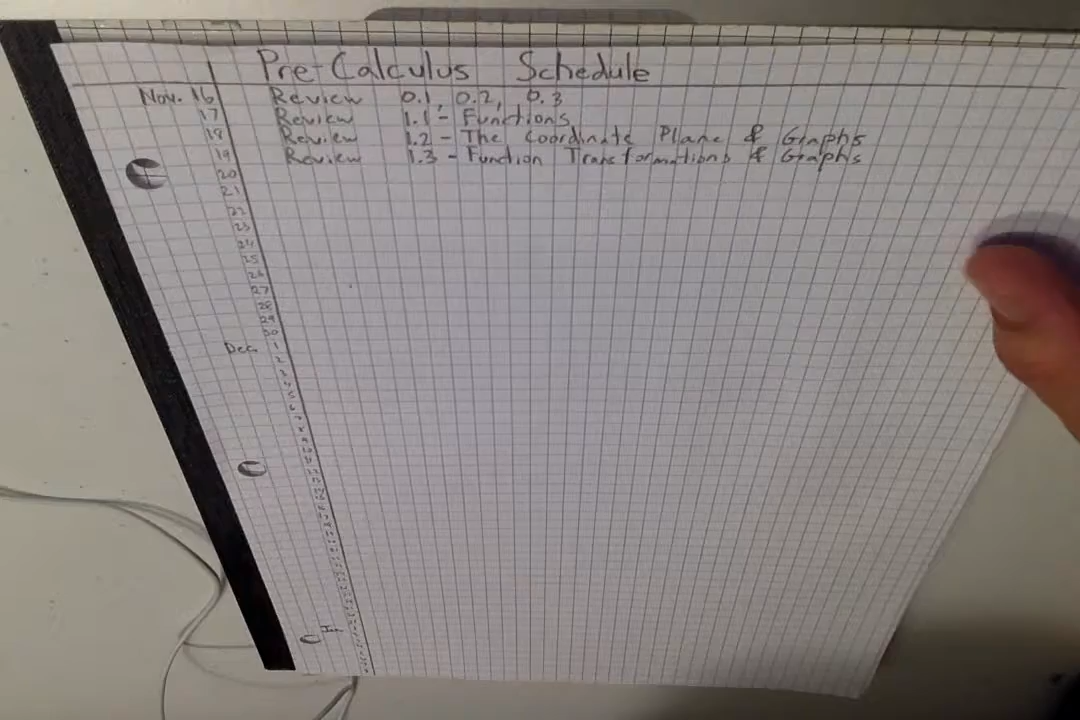 Pre-Calculus Schedule
Nov. 16 Review 0.1, 0.2, 0.3
17 Review 1.1 - Functions
18 Review 1.2 - The Coordinate Plane & Graphs
19 Review 1.3 - Function Transformations & Graphs
20
21
22
23
24
25
26
27
28
29
30
Dec. 1
2